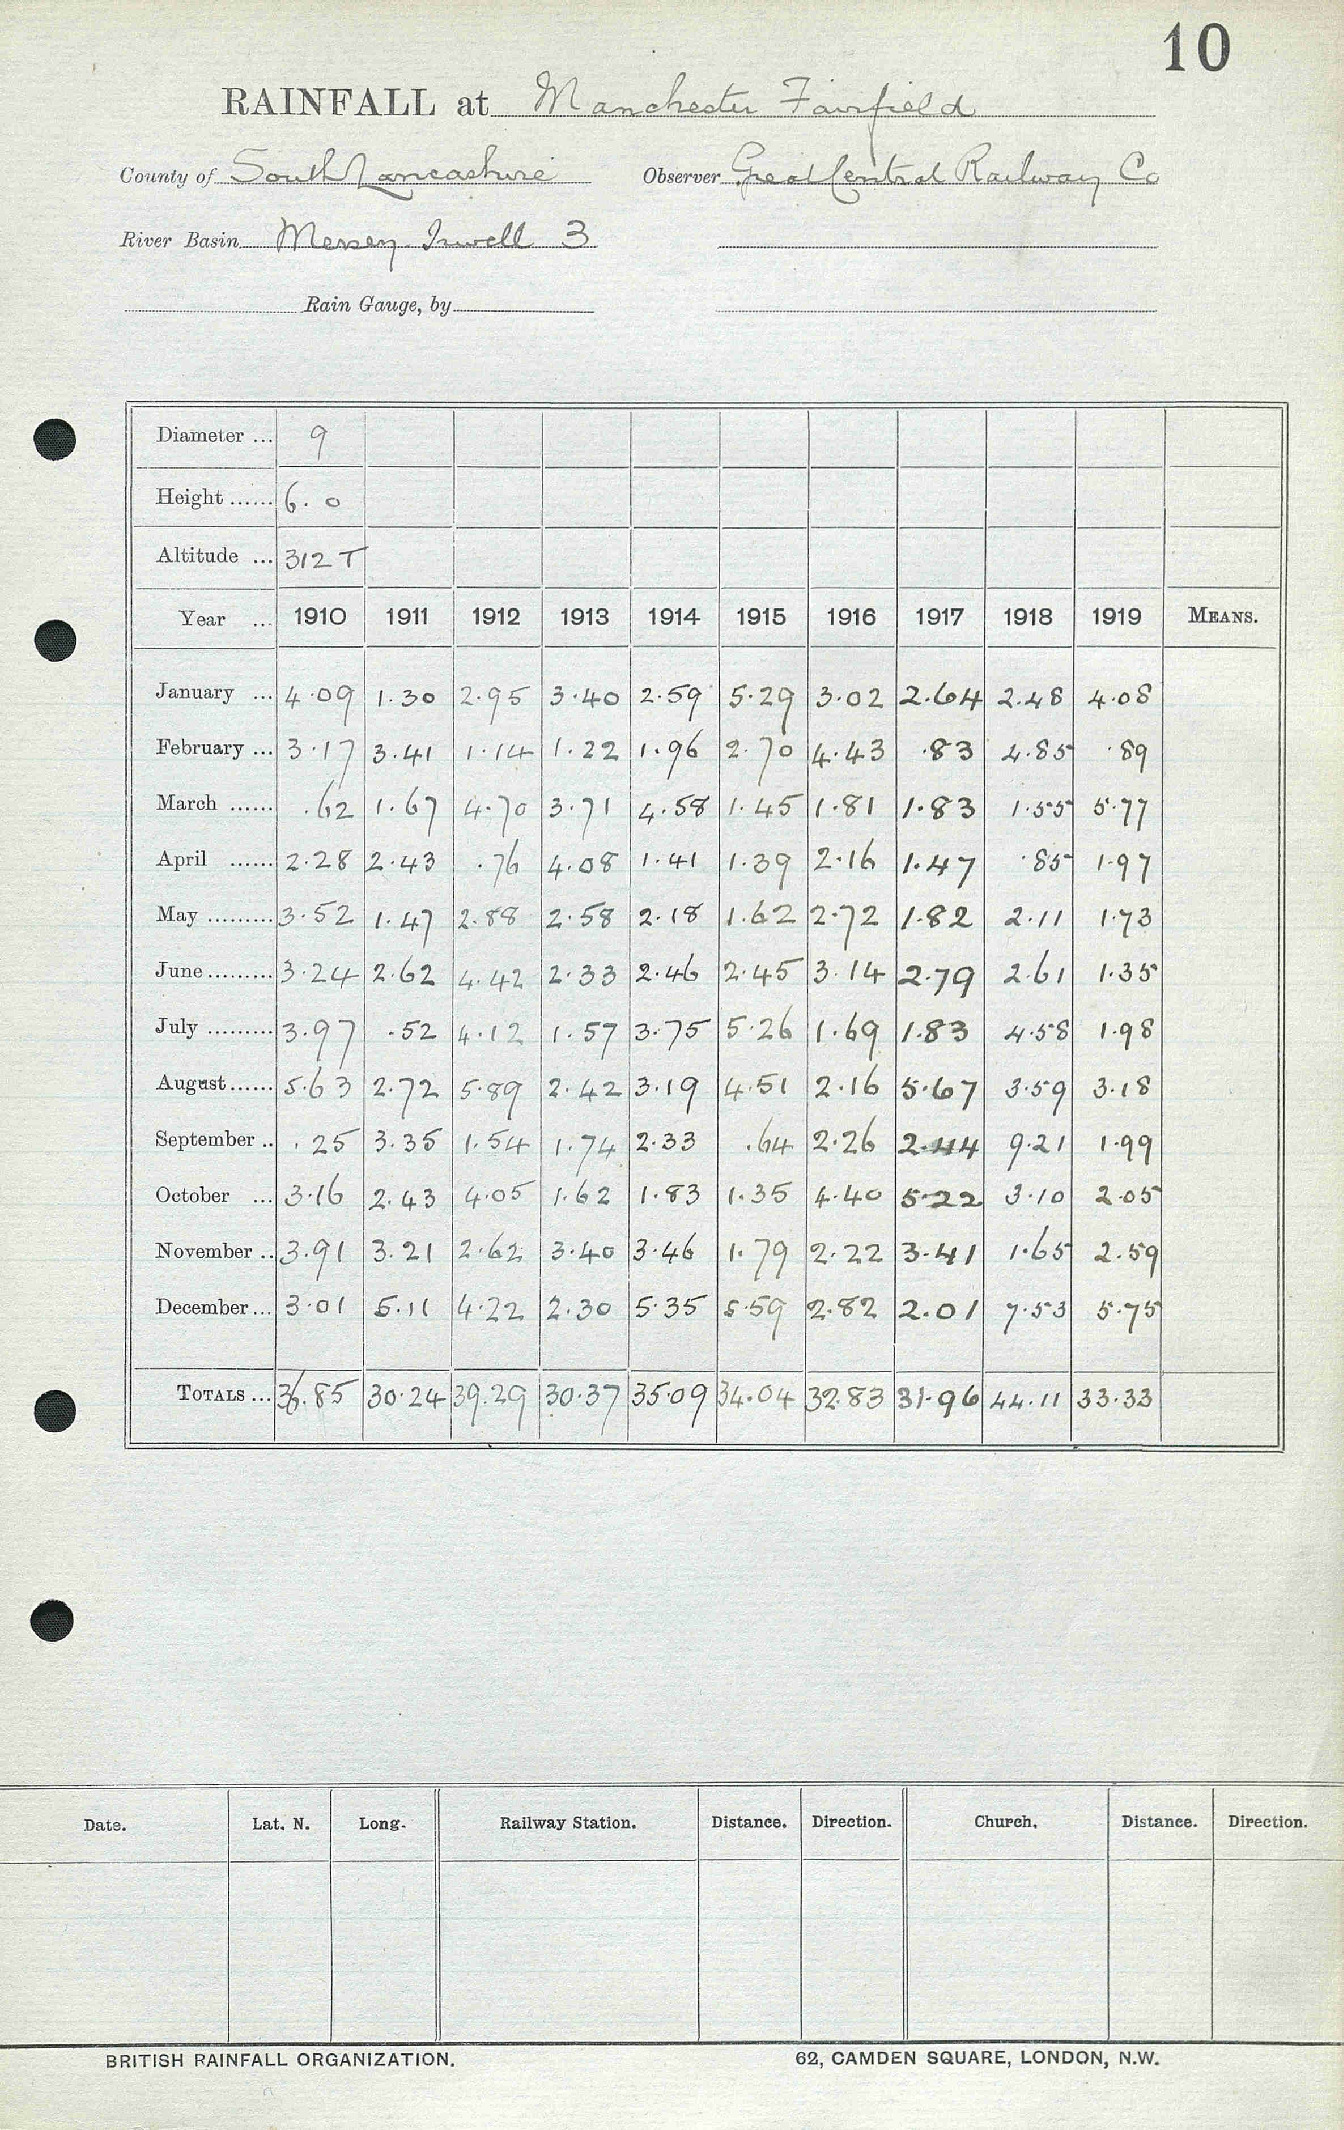 10
RAINFALL at Manchester Fairfield
County of South Lancashire Observer Great Central Railway Co
River Basin Mersey. Irwell 3
Rain Gauge, by
Diameter ... 9
Height ...... 6. 0
Altitude ... 312 T
Year ... 1910 1911 1912 1913 1914 1915 1916 1917 1918 1919 MEANS.
January ... 4.09 1.30 2.95 3.40 2.59 5.29 3.02 2.64 2.48 4.08
February ... 3.17 3.41 1.14 1.22 1.96 2.70 4.43 .83 4.85 .89
March ...... .62 1.67 4.70 3.71 4.58 1.45 1.81 1.83 1.55 5.77
April ...... 2.28 2.43 .76 4.08 1.41 1.39 2.16 1.47 .85 1.97
May ......... 3.52 1.47 2.88 2.58 2.18 1.62 2.72 1.82 2.11 1.73
June ......... 3.24 2.62 4.42 2.33 2.46 2.45 3.14 2.79 2.61 1.35
July ......... 3.97 .52 4.12 1.57 3.75 5.26 1.69 1.83 4.58 1.98
August ...... 5.63 2.72 5.89 2.42 3.19 4.51 2.16 5.67 3.59 3.18
September .. .25 3.35 1.54 1.74 2.33 .64 2.26 2.44 9.21 1.99
October ... 3.16 2.43 4.05 1.62 1.83 1.35 4.40 5.22 3.10 2.05
November .. 3.91 3.21 2.62 3.40 3.46 1.79 2.22 3.41 1.65 2.59
December ... 3.01 5.11 4.22 2.30 5.35 5.59 2.82 2.01 7.53 5.75
TOTALS ... 36.85 30.24 39.29 30.37 35.09 34.04 32.83 31.96 44.11 33.33
Date. Lat. N. Long. Railway Station. Distance. Direction. Church. Distance. Direction.
BRITISH RAINFALL ORGANIZATION. 62, CAMDEN SQUARE, LONDON, N.W.